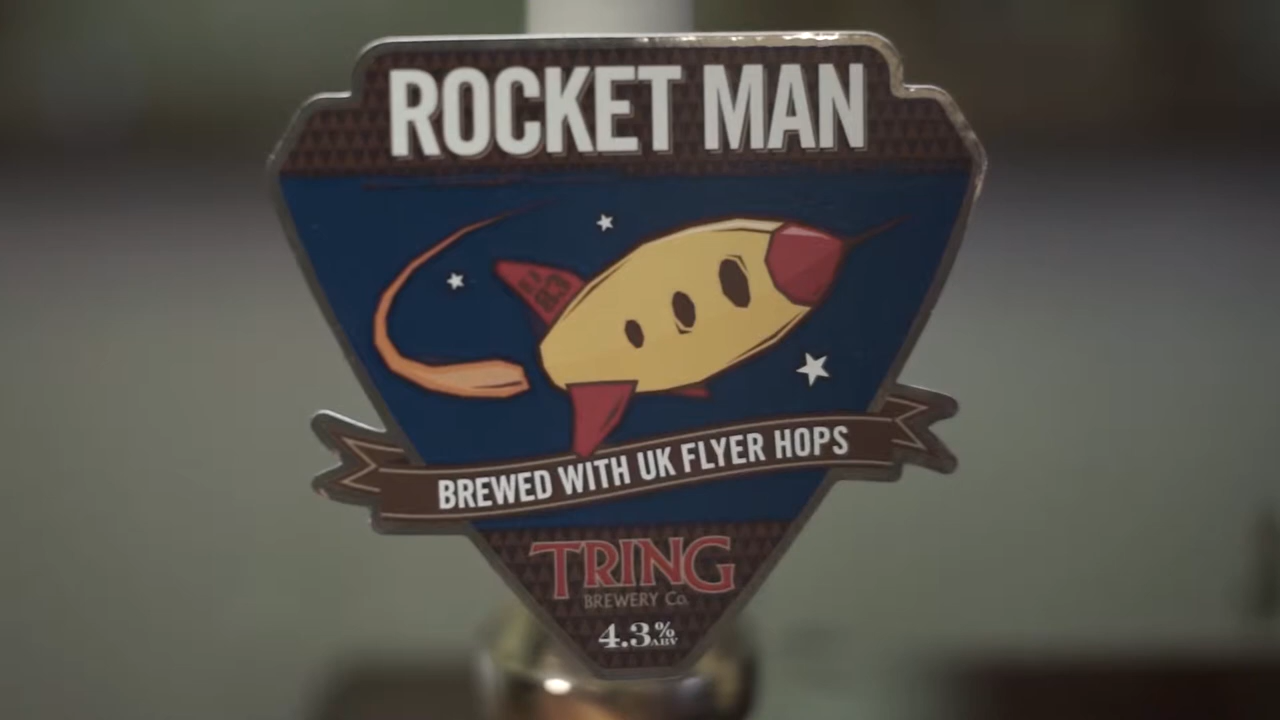 ROCKET MAN
BREWED WITH UK FLYER HOPS
TRING
BREWERY Co.
4.3% ABV